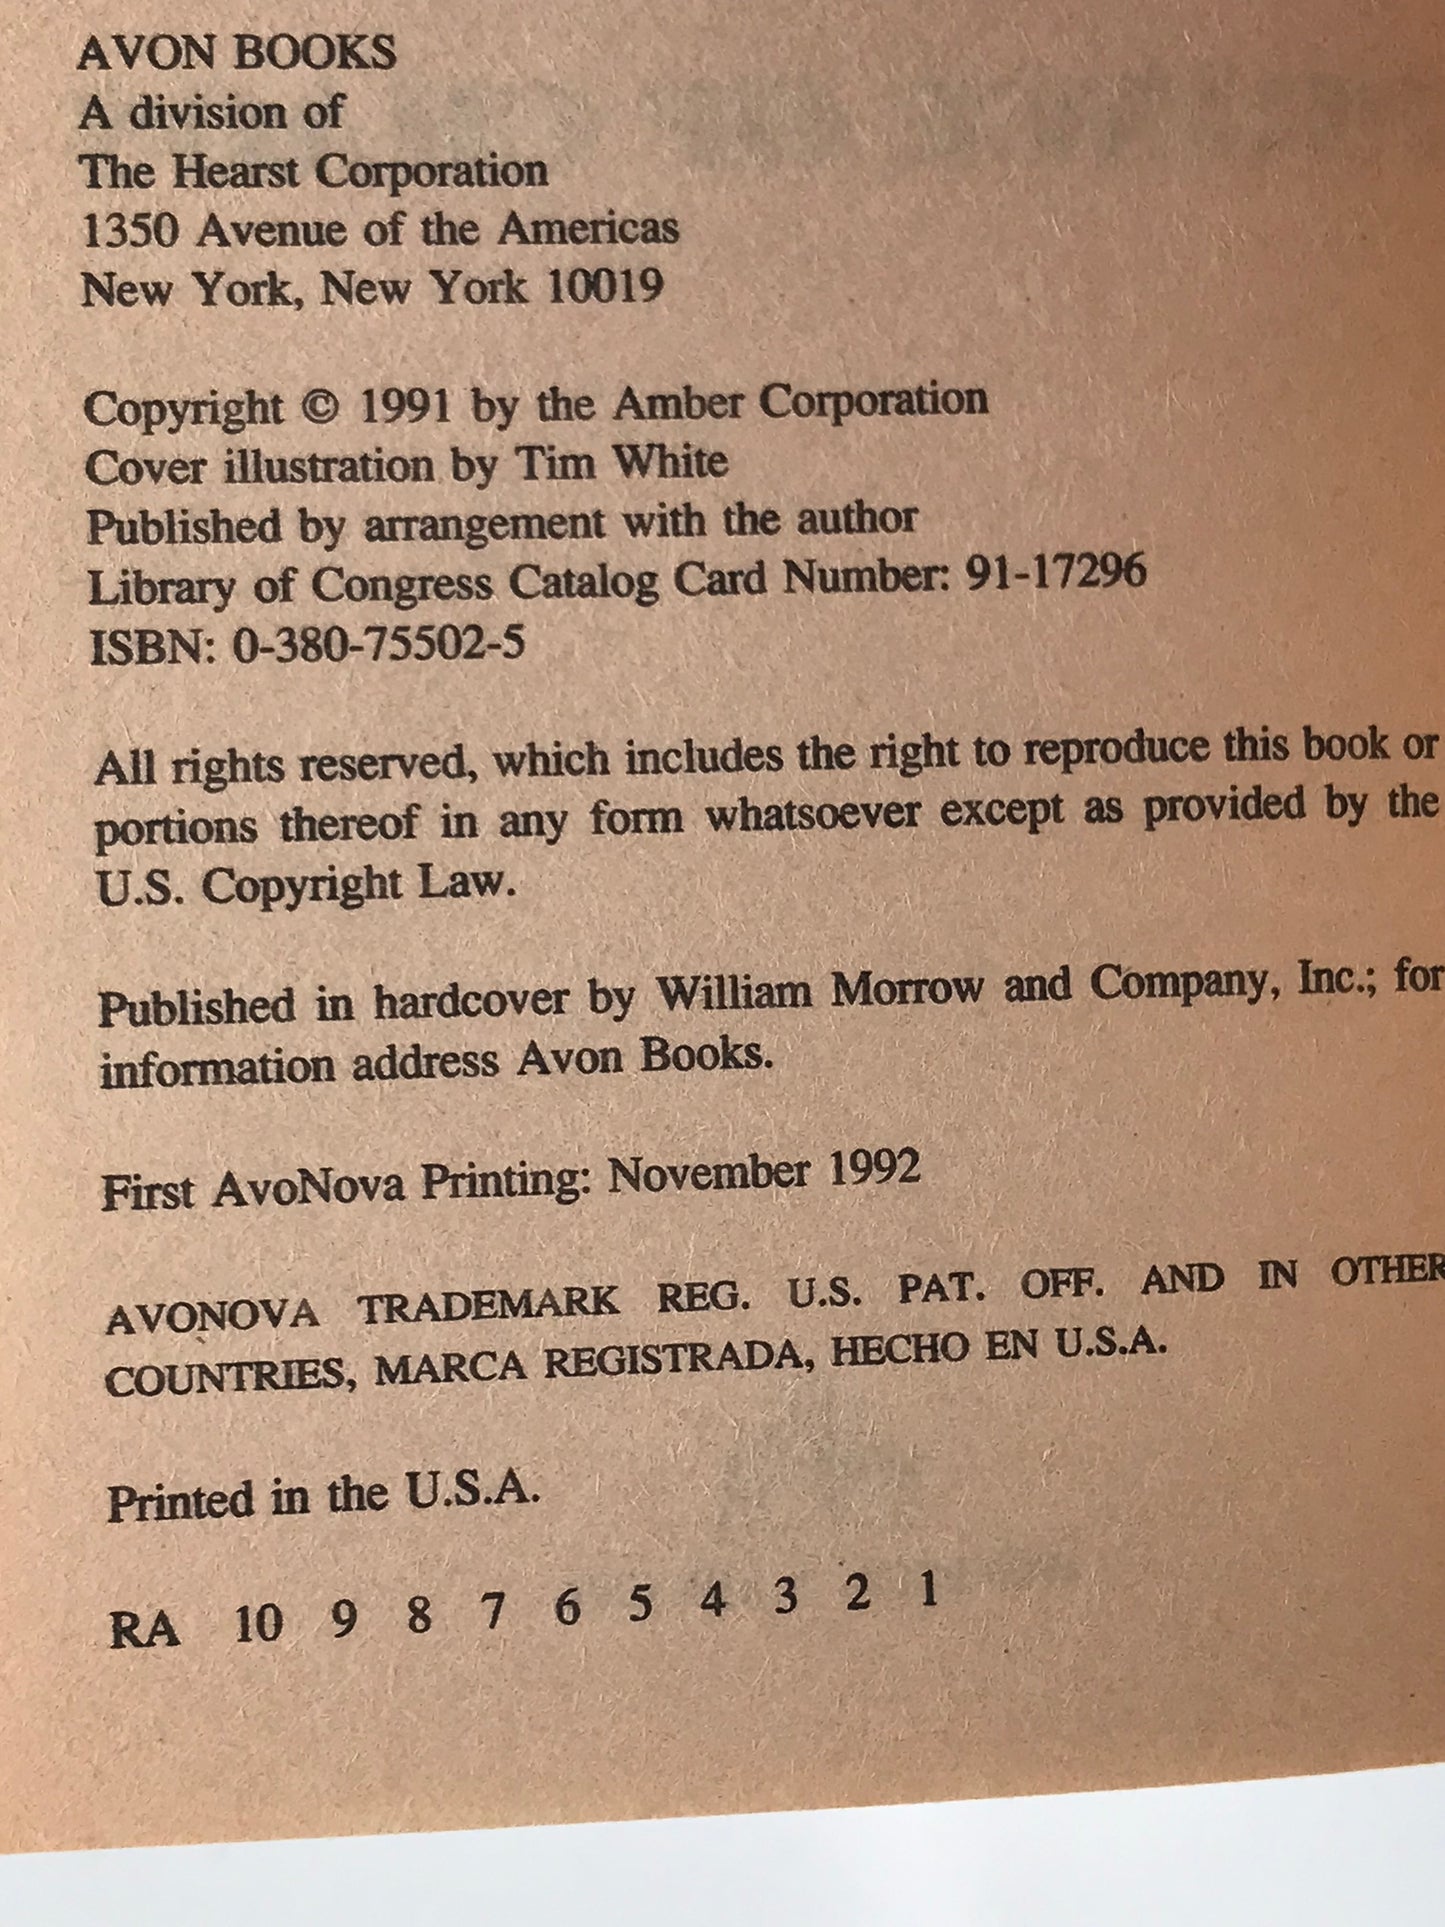 AVON BOOKS
A division of
The Hearst Corporation
1350 Avenue of the Americas
New York, New York 10019
Copyright © 1991 by the Amber Corporation
Cover illustration by Tim White
Published by arrangement with the author
Library of Congress Catalog Card Number: 91-17296
ISBN: 0-380-75502-5
All rights reserved, which includes the right to reproduce this book or
portions thereof in any form whatsoever except as provided by the
U.S. Copyright Law.
Published in hardcover by William Morrow and Company, Inc.; for
information address Avon Books.
First AvoNova Printing: November 1992
AVONOVA TRADEMARK REG. U.S. PAT. OFF. AND IN OTHER
COUNTRIES, MARCA REGISTRADA, HECHO EN U.S.A.
Printed in the U.S.A.
RA 10 9 8 7 6 5 4 3 2 1